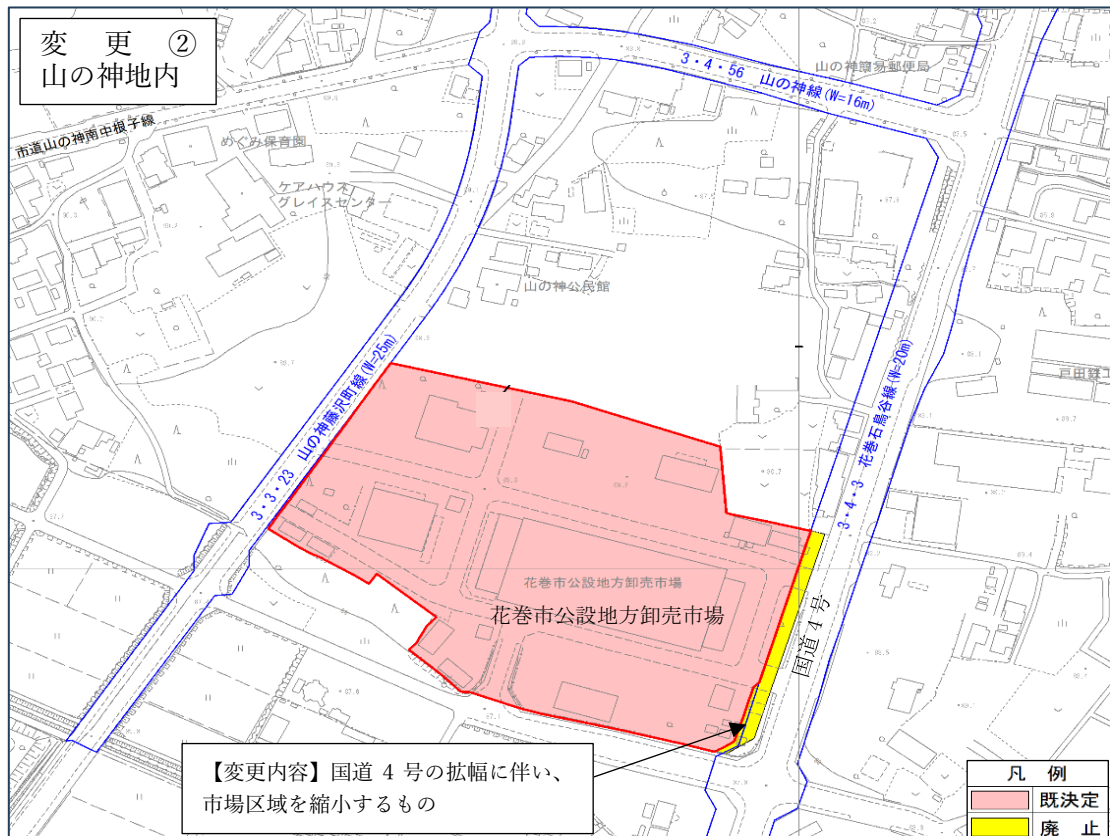 変　更　②
山の神地内
3・4・56　山の神線(W=16m)
山の神簡易郵便局
市道山の神南中根子線
めぐみ保育園
ケアハウス
グレイスセンター
山の神公民館
3・3・23　山の神藤沢町線(W=25m)
3・4・3　花巻石鳥谷線(W=20m)
花巻市公設地方卸売市場
花巻市公設地方卸売市場
国道 4 号
【変更内容】国道 4 号の拡幅に伴い、
市場区域を縮小するもの
凡　例
既決定
廃　止